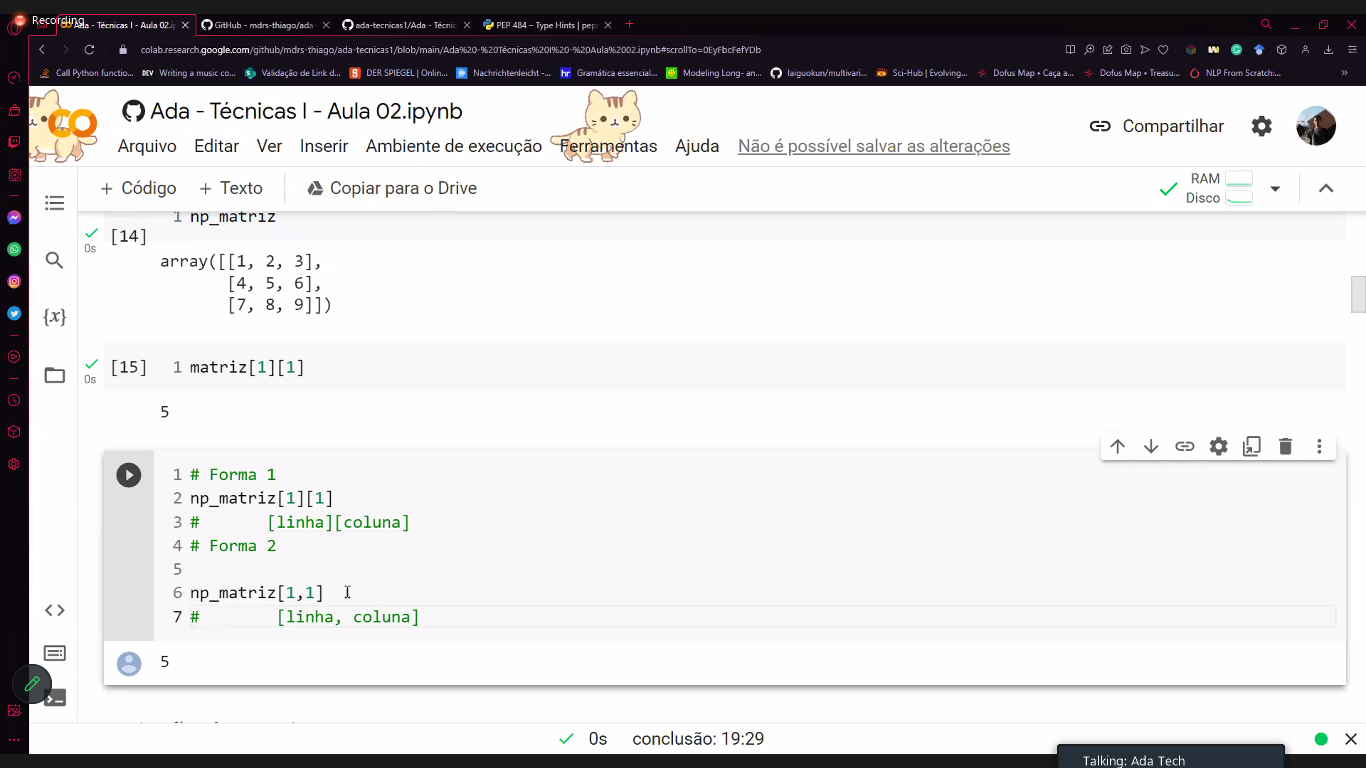 Recording
Ada - Técnicas I - Aula 02.ip
GitHub - mdrs-thiago/ada-
ada-tecnicas1/Ada - Técnic
PEP 484 – Type Hints | pep
colab.research.google.com/github/mdrs-thiago/ada-tecnicas1/blob/main/Ada%20-%20Técnicas%20I%20-%20Aula%2002.ipynb#scrollTo=0EyFbcFefYDb
Call Python functio...
DEV Writing a music co...
Validação de Link d...
DER SPIEGEL | Onlin...
Nachrichtenleicht -...
hr Gramática essencial...
Modeling Long- an...
laiguokun/multivari...
Sci-Hub | Evolving...
Dofus Map • Caça a...
Dofus Map • Treasu...
NLP From Scratch:...
Ada - Técnicas I - Aula 02.ipynb
Arquivo Editar Ver Inserir Ambiente de execução Ferramentas Ajuda Não é possível salvar as alterações
Compartilhar
+ Código + Texto Copiar para o Drive
RAM
Disco
1 np_matriz
[14]
0s
array([[1, 2, 3],
[4, 5, 6],
[7, 8, 9]])
[15] 1 matriz[1][1]
0s
5
1 # Forma 1
2 np_matriz[1][1]
3 # [linha][coluna]
4 # Forma 2
5
6 np_matriz[1,1]
7 # [linha, coluna]
5
0s conclusão: 19:29
Talking: Ada Tech